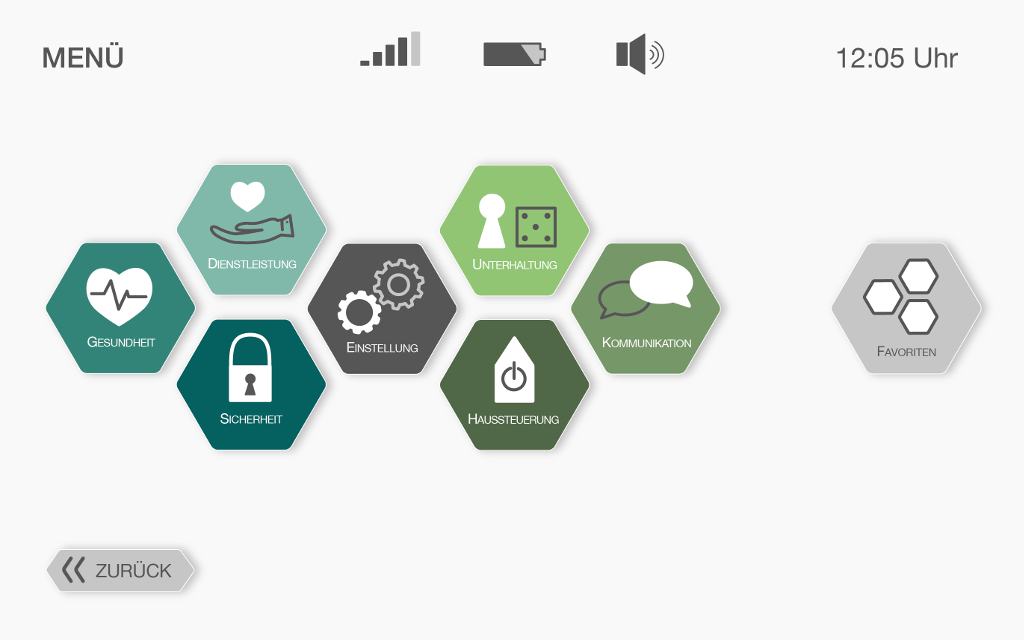 MENÜ
12:05 Uhr
Dienstleistung
Unterhaltung
Gesundheit
Einstellung
Kommunikation
Favoriten
Sicherheit
Haussteuerung
ZURÜCK